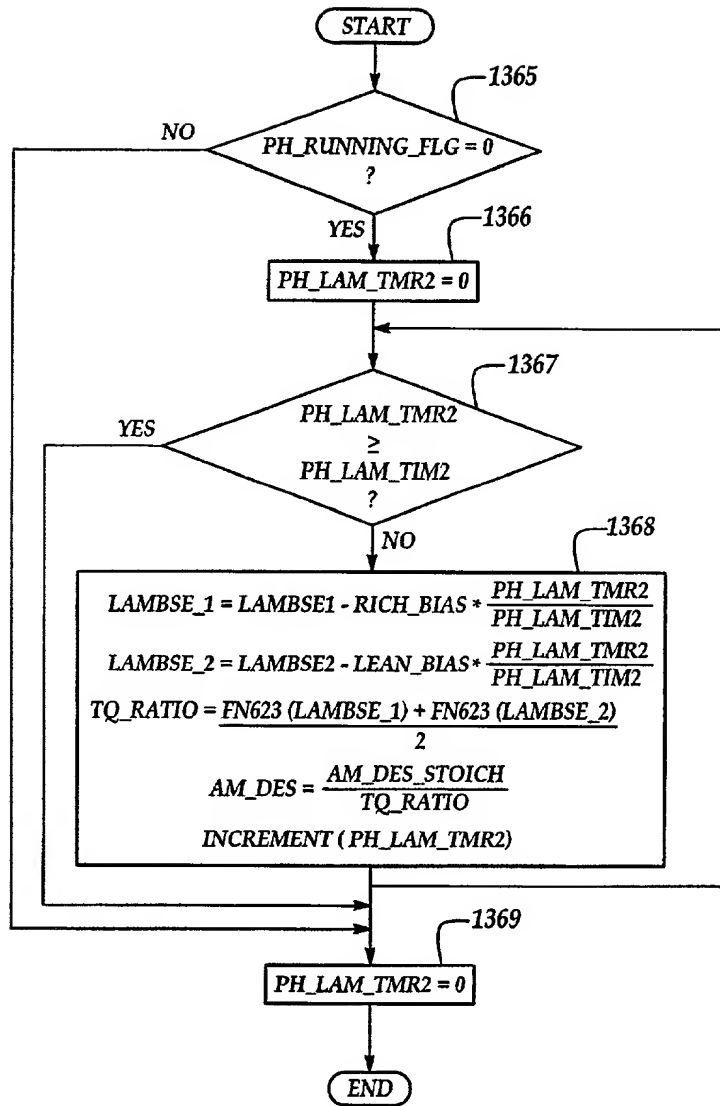 START
1365
NO
PH_RUNNING_FLG = 0
?
YES
1366
PH_LAM_TMR2 = 0
1367
YES
PH_LAM_TMR2
≥
PH_LAM_TIM2
?
NO
1368
LAMBSE_1 = LAMBSE1 - RICH_BIAS * PH_LAM_TMR2 / PH_LAM_TIM2
LAMBSE_2 = LAMBSE2 - LEAN_BIAS * PH_LAM_TMR2 / PH_LAM_TIM2
TQ_RATIO = FN623 (LAMBSE_1) + FN623 (LAMBSE_2) / 2
AM_DES = AM_DES_STOICH / TQ_RATIO
INCREMENT ( PH_LAM_TMR2)
1369
PH_LAM_TMR2 = 0
END